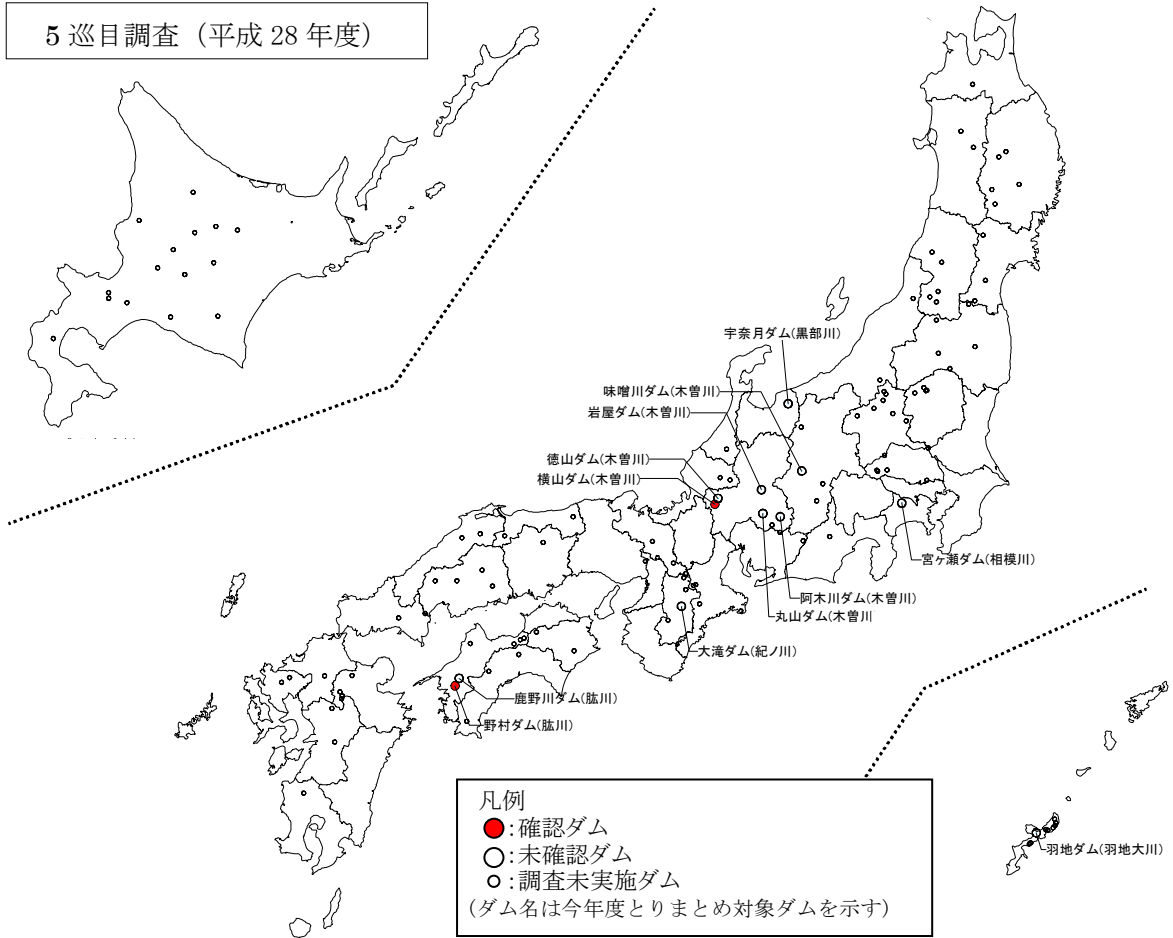 5 巡目調査（平成 28 年度）
宇奈月ダム(黒部川)
味噌川ダム(木曽川)
岩屋ダム(木曽川)
徳山ダム(木曽川)
横山ダム(木曽川)
宮ヶ瀬ダム(相模川)
阿木川ダム(木曽川)
丸山ダム(木曽川
大滝ダム(紀ノ川)
鹿野川ダム(肱川)
野村ダム(肱川)
羽地ダム(羽地大川)
凡例
:確認ダム
:未確認ダム
:調査未実施ダム
(ダム名は今年度とりまとめ対象ダムを示す)